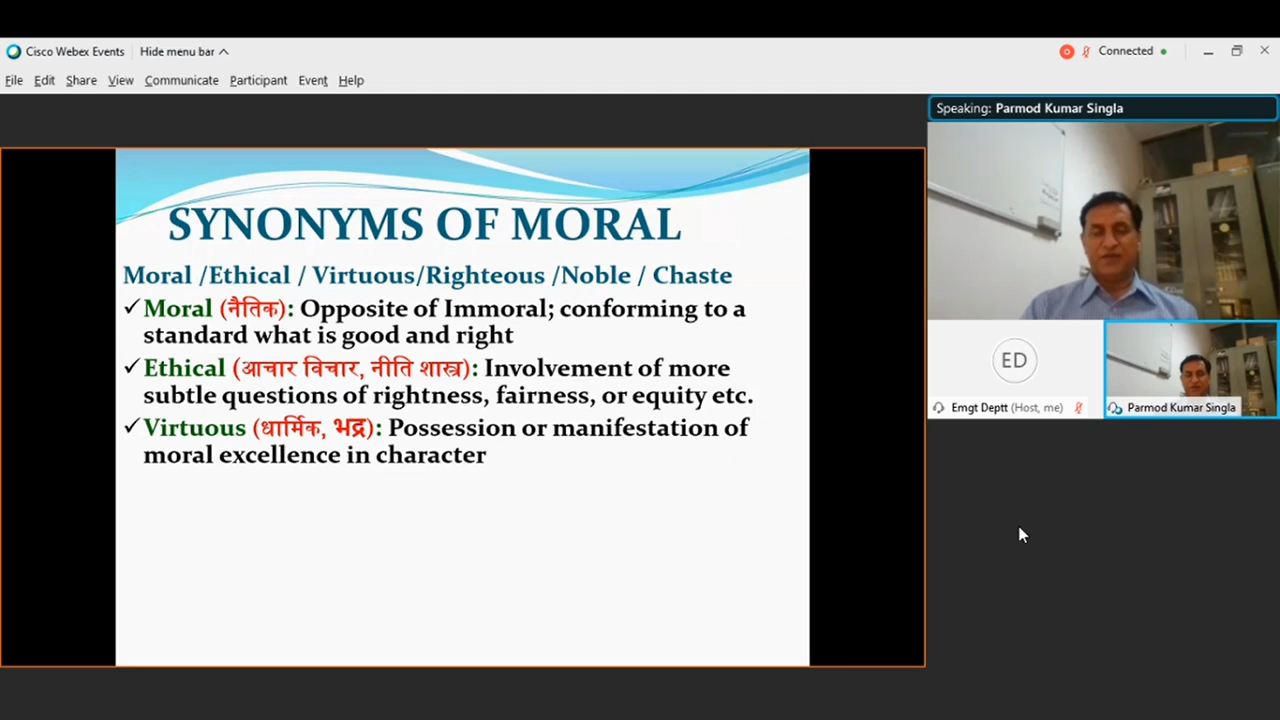 Cisco Webex Events Hide menu bar
Connected
File Edit Share View Communicate Participant Event Help
Speaking: Parmod Kumar Singla
SYNONYMS OF MORAL
Moral /Ethical / Virtuous/Righteous /Noble / Chaste
Moral (नैतिक): Opposite of Immoral; conforming to a
standard what is good and right
Ethical (आचार विचार, नीति शास्त्र): Involvement of more
subtle questions of rightness, fairness, or equity etc.
Virtuous (धार्मिक, भद्र): Possession or manifestation of
moral excellence in character
ED
Emgt Deptt (Host, me)
Parmod Kumar Singla